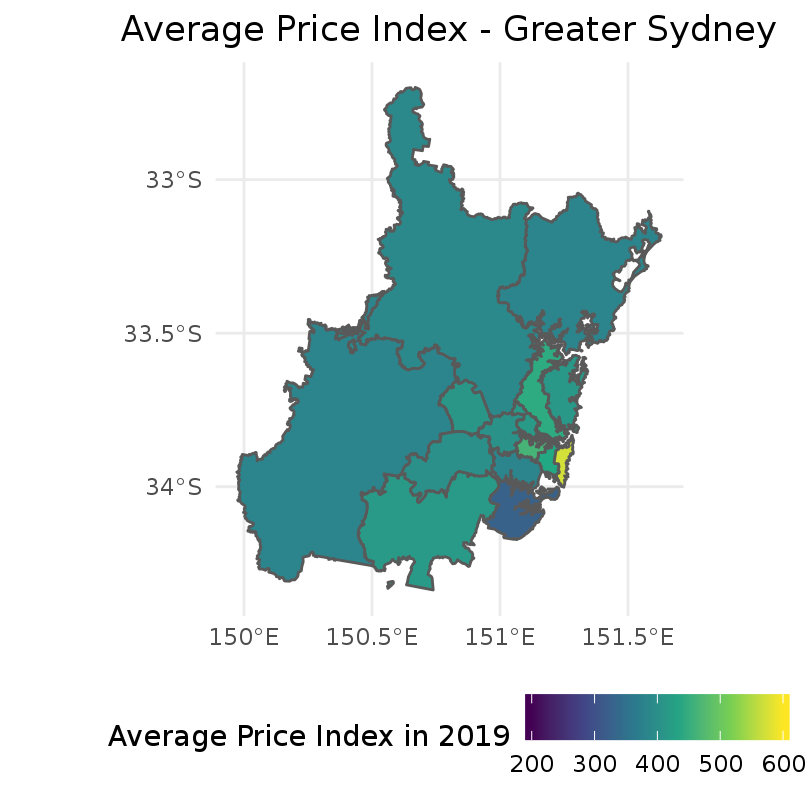 Average Price Index - Greater Sydney
33°S
33.5°S
34°S
150°E 150.5°E 151°E 151.5°E
Average Price Index in 2019
200 300 400 500 600